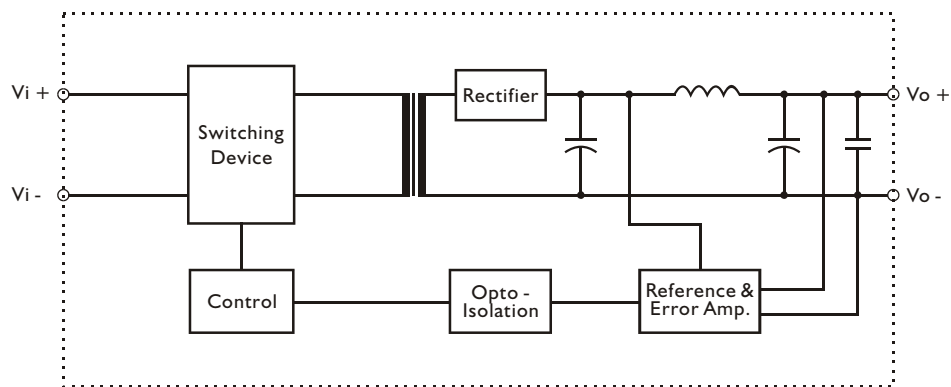 Vi +
Switching
Device
Rectifier
Vo +
Vi -
Vo -
Control
Opto -
Isolation
Reference &
Error Amp.